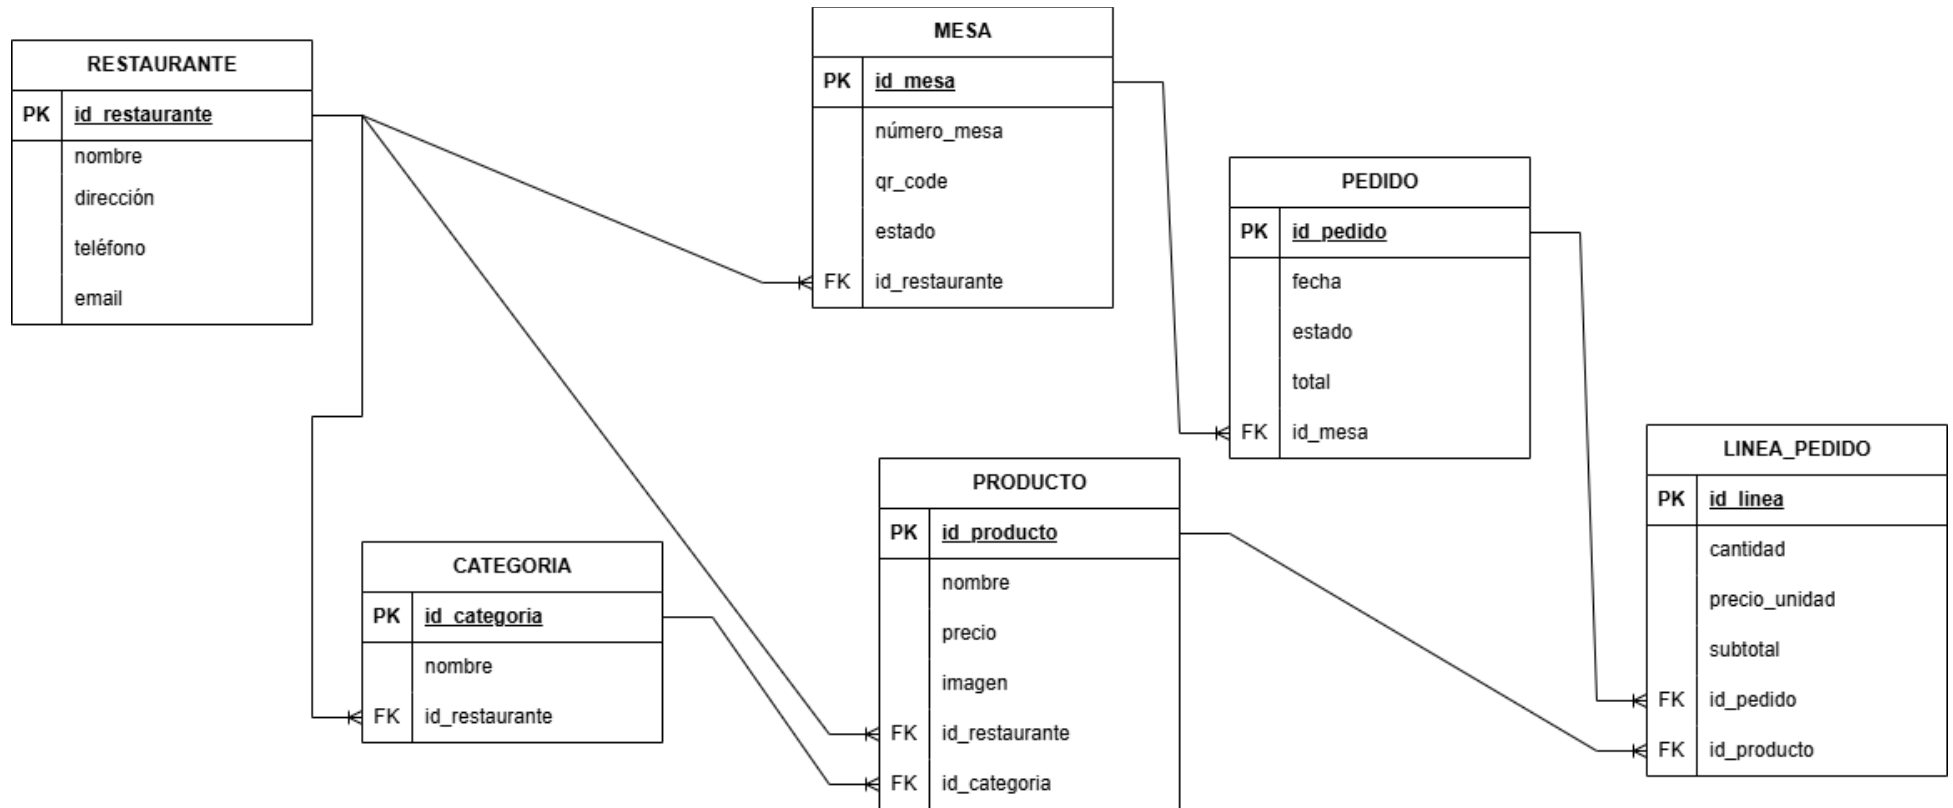 RESTAURANTE
PK id_restaurante
nombre
dirección
teléfono
email
MESA
PK id_mesa
número_mesa
qr_code
estado
FK id_restaurante
PEDIDO
PK id_pedido
fecha
estado
total
FK id_mesa
CATEGORIA
PK id_categoria
nombre
FK id_restaurante
PRODUCTO
PK id_producto
nombre
precio
imagen
FK id_restaurante
FK id_categoria
LINEA_PEDIDO
PK id_linea
cantidad
precio_unidad
subtotal
FK id_pedido
FK id_producto